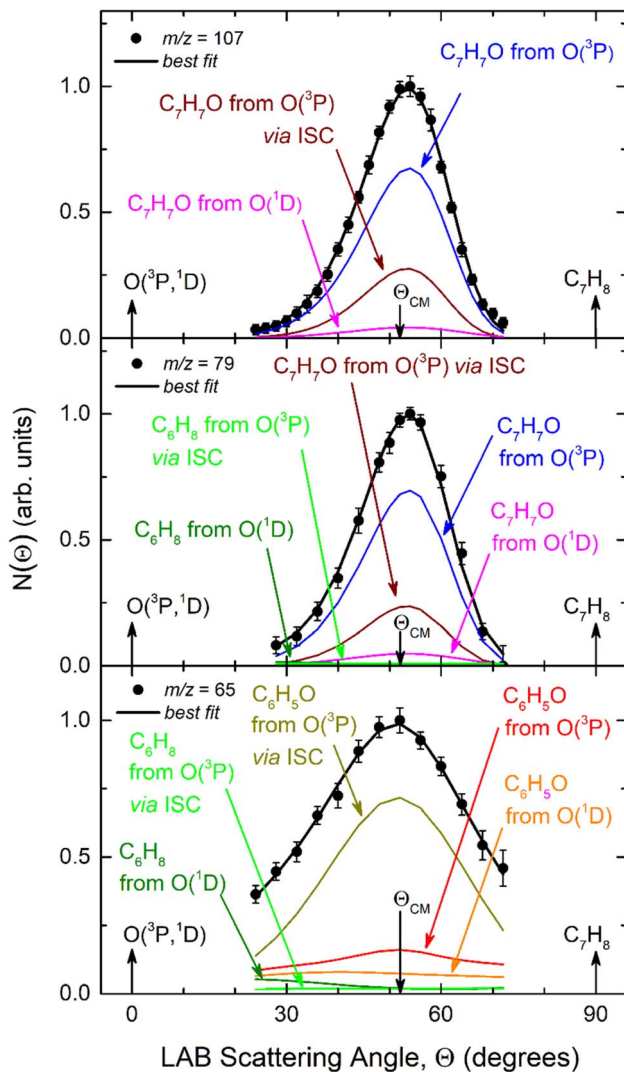 m/z = 107
best fit
C₇H₇O from O(³P)
C₇H₇O from O(³P)
via ISC
C₇H₇O from O(¹D)
O(³P,¹D)
Θ_CM
C₇H₈
1.0
0.5
0.0
m/z = 79
best fit
C₇H₇O from O(³P) via ISC
C₆H₈ from O(³P)
via ISC
C₇H₇O
from O(³P)
C₆H₈ from O(¹D)
C₇H₇O
from O(¹D)
O(³P,¹D)
Θ_CM
C₇H₈
1.0
0.5
0.0
N(Θ) (arb. units)
m/z = 65
best fit
C₆H₅O
from O(³P)
via ISC
C₆H₅O
from O(³P)
C₆H₈
from O(³P)
via ISC
C₆H₅O
from O(¹D)
C₆H₈
from O(¹D)
O(³P,¹D)
Θ_CM
C₇H₈
1.0
0.5
0.0
0 30 60 90
LAB Scattering Angle, Θ (degrees)